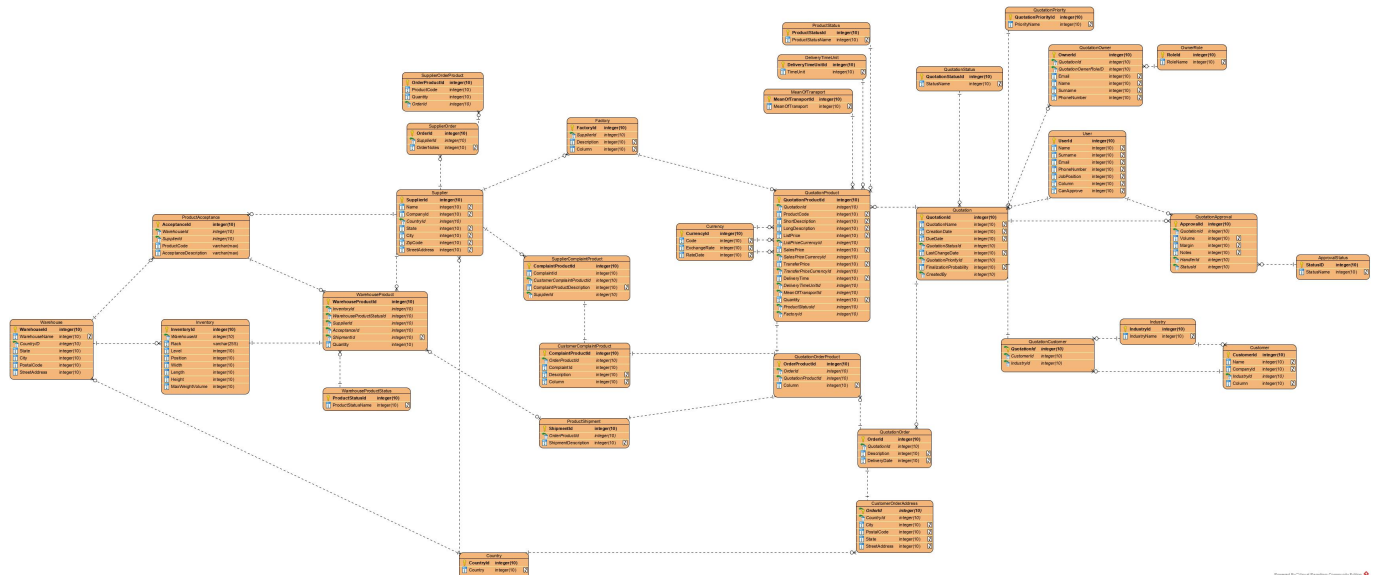 QuotationPriority
QuotationPriorityId integer(10)
PriorityName integer(10)
ProductStatus
ProductStatusId integer(10)
ProductStatusName integer(10)
DeliveryTimeUnit
DeliveryTimeUnitId integer(10)
TimeUnit integer(10)
MeanOfTransport
MeanOfTransportId integer(10)
MeanOfTransport integer(10)
QuotationStatus
QuotationStatusId integer(10)
StatusName integer(10)
QuotationOwner
OwnerId integer(10)
QuotationId integer(10)
QuotationOwnerRoleID integer(10)
Email integer(10)
Name integer(10)
Surname integer(10)
PhoneNumber integer(10)
OwnerRole
RoleId integer(10)
RoleName integer(10)
SupplierOrderProduct
OrderProductId integer(10)
ProductCode integer(10)
Quantity integer(10)
OrderId integer(10)
SupplierOrder
OrderId integer(10)
SupplierId integer(10)
OrderNotes integer(10)
Factory
FactoryId integer(10)
SupplierId integer(10)
Description integer(10)
Column integer(10)
User
UserId integer(10)
Name integer(10)
Surname integer(10)
Email integer(10)
PhoneNumber integer(10)
JobPosition integer(10)
Column integer(10)
CanApprover integer(10)
Supplier
SupplierId integer(10)
Name integer(10)
CompanyId integer(10)
CountryId integer(10)
State integer(10)
City integer(10)
ZipCode integer(10)
StreetAddress integer(10)
QuotationProduct
QuotationProductId integer(10)
QuotationId integer(10)
ProductCode integer(10)
ShortDescription integer(10)
LongDescription integer(10)
ListPrice integer(10)
ListPriceCurrencyId integer(10)
SalesPrice integer(10)
SalesPriceCurrencyId integer(10)
TransferPrice integer(10)
TransferPriceCurrencyId integer(10)
DeliveryTime integer(10)
DeliveryTimeUnitId integer(10)
MeanOfTransportId integer(10)
Quantity integer(10)
ProductStatusId integer(10)
FactoryId integer(10)
Quotation
QuotationId integer(10)
QuotationName integer(10)
CreationDate integer(10)
DueDate integer(10)
QuotationStatusId integer(10)
LastChangeDate integer(10)
QuotationPriorityId integer(10)
FinalizationProbability integer(10)
CreatedBy integer(10)
QuotationApproval
ApprovalId integer(10)
QuotationId integer(10)
Volume integer(10)
Margin integer(10)
Notes integer(10)
HandlerId integer(10)
StatusId integer(10)
ApprovalStatus
StatusID integer(10)
StatusName integer(10)
ProductAcceptance
AcceptanceId integer(10)
WarehouseId integer(10)
SupplierId integer(10)
ProductCode varchar(max)
AcceptanceDescription varchar(max)
Currency
CurrencyId integer(10)
Code integer(10)
ExchangeRate integer(10)
RateDate integer(10)
SupplierComplaintProduct
ComplaintProductId integer(10)
ComplaintId integer(10)
CustomerComplaintProductId integer(10)
ComplaintProductDescription integer(10)
SupplierId integer(10)
WarehouseProduct
WarehouseProductId integer(10)
InventoryId integer(10)
WarehouseProductStatusId integer(10)
SupplierId integer(10)
AcceptanceId integer(10)
ShipmentId integer(10)
Quantity integer(10)
Warehouse
WarehouseId integer(10)
WarehouseName integer(10)
CountryID integer(10)
State integer(10)
City integer(10)
PostalCode integer(10)
StreetAddress integer(10)
Inventory
InventoryId integer(10)
WarehouseId integer(10)
Rack varchar(255)
Level integer(10)
Position integer(10)
Width integer(10)
Length integer(10)
Height integer(10)
MaxWeightVolume integer(10)
Industry
IndustryId integer(10)
IndustryName integer(10)
QuotationCustomer
QuotationId integer(10)
CustomerId integer(10)
IndustryId integer(10)
Customer
CustomerId integer(10)
Name integer(10)
CompanyId integer(10)
IndustryId integer(10)
Column integer(10)
CustomerComplaintProduct
ComplaintProductId integer(10)
OrderProductId integer(10)
ComplaintId integer(10)
Description integer(10)
Column integer(10)
QuotationOrderProduct
OrderProductId integer(10)
OrderId integer(10)
QuotationProductId integer(10)
Column integer(10)
WarehouseProductStatus
ProductStatusId integer(10)
ProductStatusName integer(10)
ProductShipment
ShipmentId integer(10)
OrderProductId integer(10)
ShipmentDescription integer(10)
QuotationOrder
OrderId integer(10)
QuotationId integer(10)
Description integer(10)
DeliveryDate integer(10)
CustomerOrderAddress
OrderId integer(10)
CountryId integer(10)
City integer(10)
PostalCode integer(10)
State integer(10)
StreetAddress integer(10)
Country
CountryId integer(10)
Country integer(10)